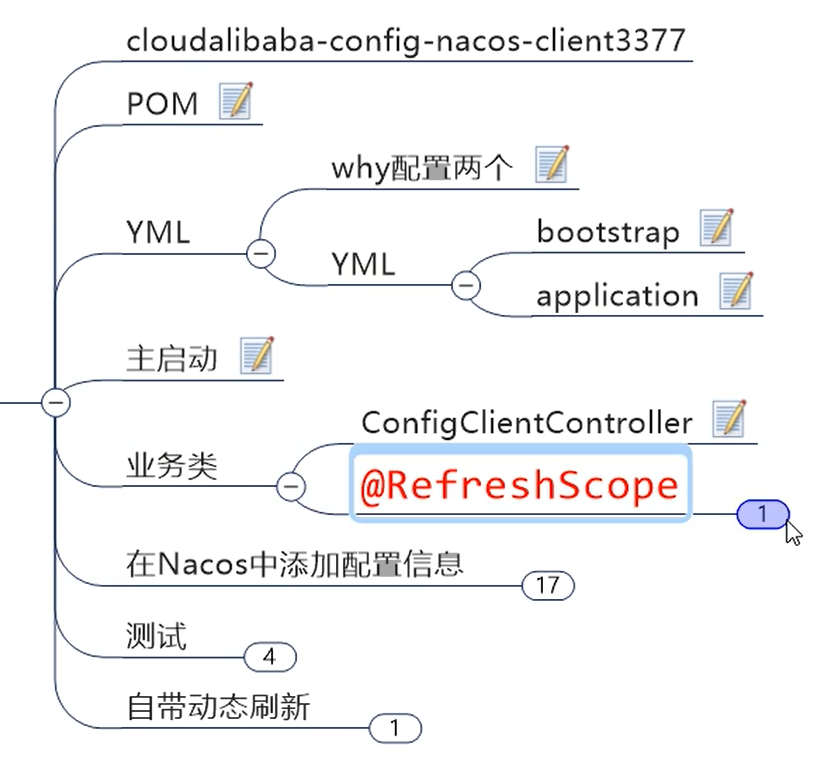 cloudalibaba-config-nacos-client3377
POM
why配置两个
YML
bootstrap
YML
application
主启动
ConfigClientController
业务类
@RefreshScope
1
在Nacos中添加配置信息
17
测试
4
自带动态刷新
1